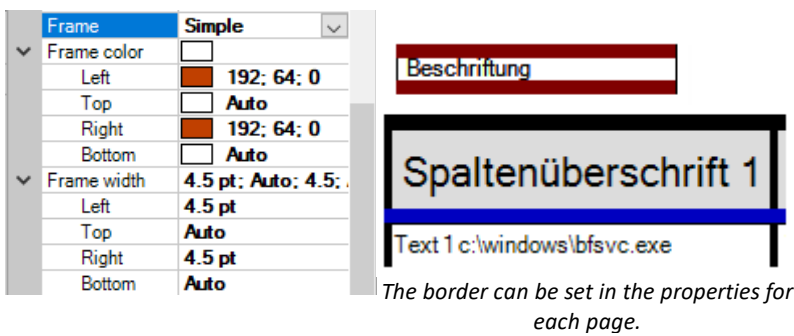 Frame Simple
Frame color
Left 192; 64; 0
Top Auto
Right 192; 64; 0
Bottom Auto
Frame width 4.5 pt; Auto; 4.5;
Left 4.5 pt
Top Auto
Right 4.5 pt
Bottom Auto
Beschriftung
Spaltenüberschrift 1
Text 1 c:\windows\bfsvc.exe
The border can be set in the properties for
each page.